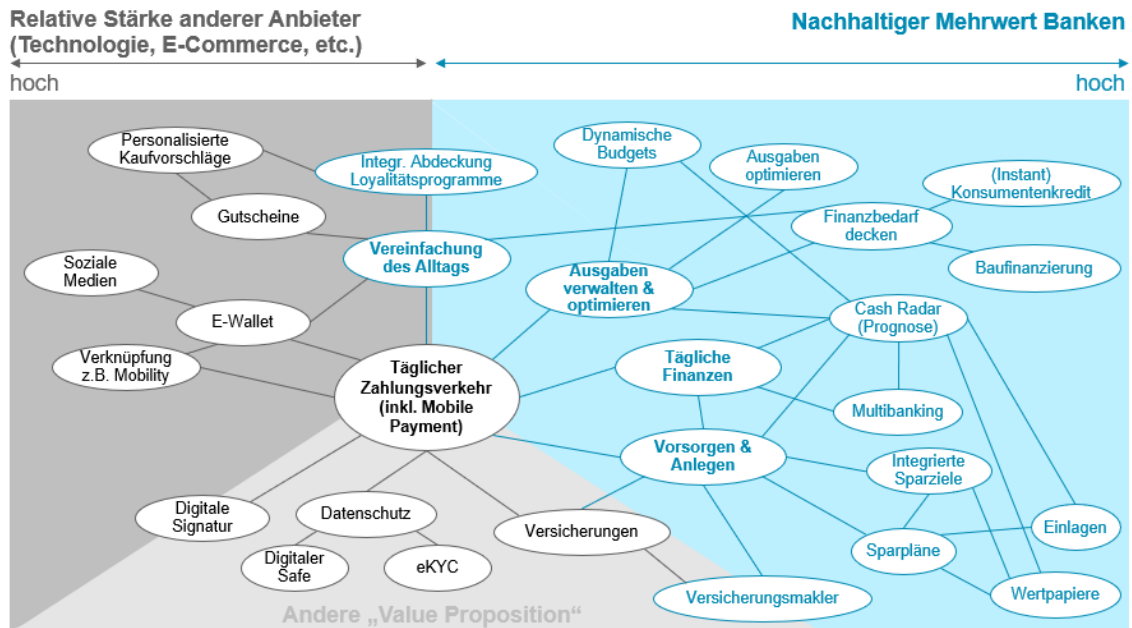 Relative Stärke anderer Anbieter
(Technologie, E-Commerce, etc.)
Nachhaltiger Mehrwert Banken
hoch
hoch
Personalisierte
Kaufvorschläge
Integr. Abdeckung
Loyalitätsprogramme
Dynamische
Budgets
Ausgaben
optimieren
(Instant)
Konsumentenkredit
Gutscheine
Finanzbedarf
decken
Vereinfachung
des Alltags
Soziale
Medien
Ausgaben
verwalten &
optimieren
Baufinanzierung
E-Wallet
Cash Radar
(Prognose)
Verknüpfung
z.B. Mobility
Täglicher
Zahlungsverkehr
(inkl. Mobile
Payment)
Tägliche
Finanzen
Multibanking
Vorsorgen &
Anlegen
Integrierte
Sparziele
Digitale
Signatur
Datenschutz
Versicherungen
Einlagen
Sparpläne
Digitaler
Safe
eKYC
Versicherungsmakler
Wertpapiere
Andere „Value Proposition“